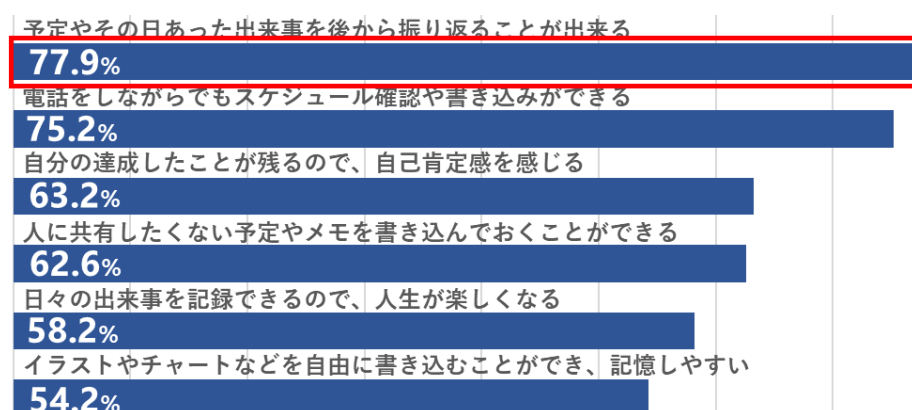 予定やその日あった出来事を後から振り返ることが出来る
77.9%
電話をしながらでもスケジュール確認や書き込みができる
75.2%
自分の達成したことが残るので、自己肯定感を感じる
63.2%
人に共有したくない予定やメモを書き込んでおくことができる
62.6%
日々の出来事を記録できるので、人生が楽しくなる
58.2%
イラストやチャートなどを自由に書き込むことができ、記憶しやすい
54.2%